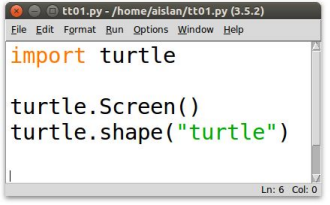 tt01.py - /home/aislan/tt01.py (3.5.2)
File Edit Format Run Options Window Help
import turtle
turtle.Screen()
turtle.shape("turtle")
Ln: 6 Col: 0